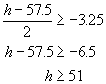 (h − 57.5)/2 ≥ −3.25
h − 57.5 ≥ −6.5
h ≥ 51